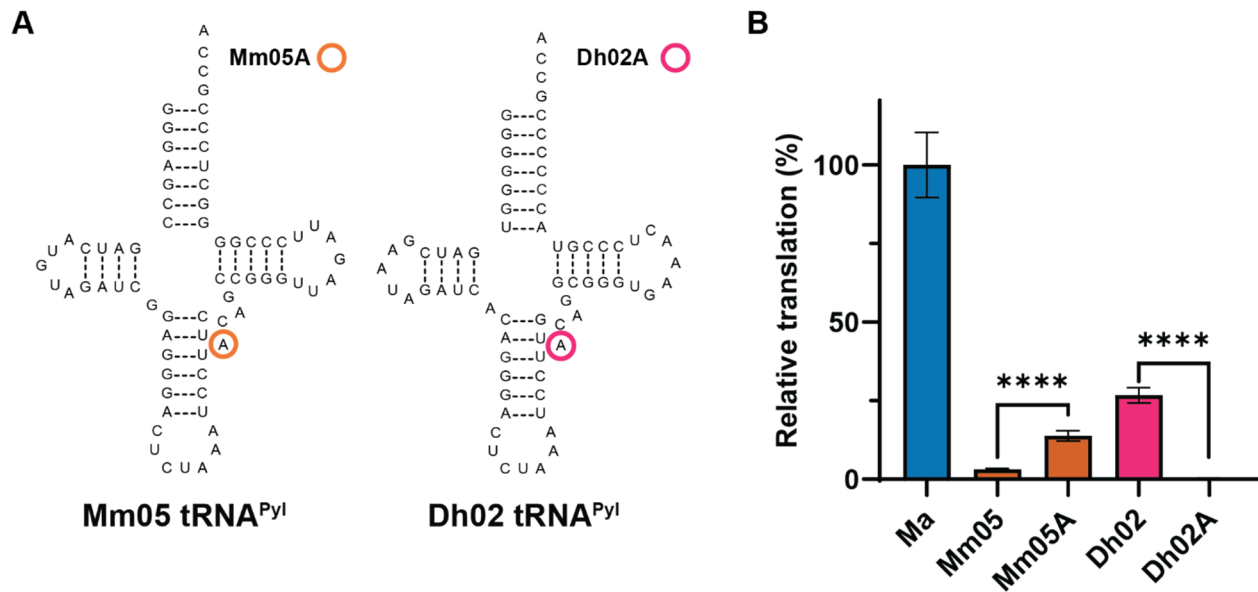 A
Mm05A
A
C
C
G
G---C
G---C
G---C
A---U
G---C
C---G
C---G
G U A C U A G
U A G A U C
G
G G C C C U U A G
C C G G G U U A
G
A
C
A
G---C
A---U
G---U
G---C
G---C
A---U
C A
U A
C U A A
Mm05 tRNAPyl
Dh02A
A
C
C
G
G---C
G---C
G---C
G---C
G---C
G---C
U---A
A A G C U A G
U A G A U C
A
U G C C C U C A A
G C G G G U G A
G
A
C
A
C---G
A---U
G---U
G---C
G---C
A---U
C A
U A
C U A A
Dh02 tRNAPyl
B
Relative translation (%)
100
50
0
****
****
Ma
Mm05
Mm05A
Dh02
Dh02A